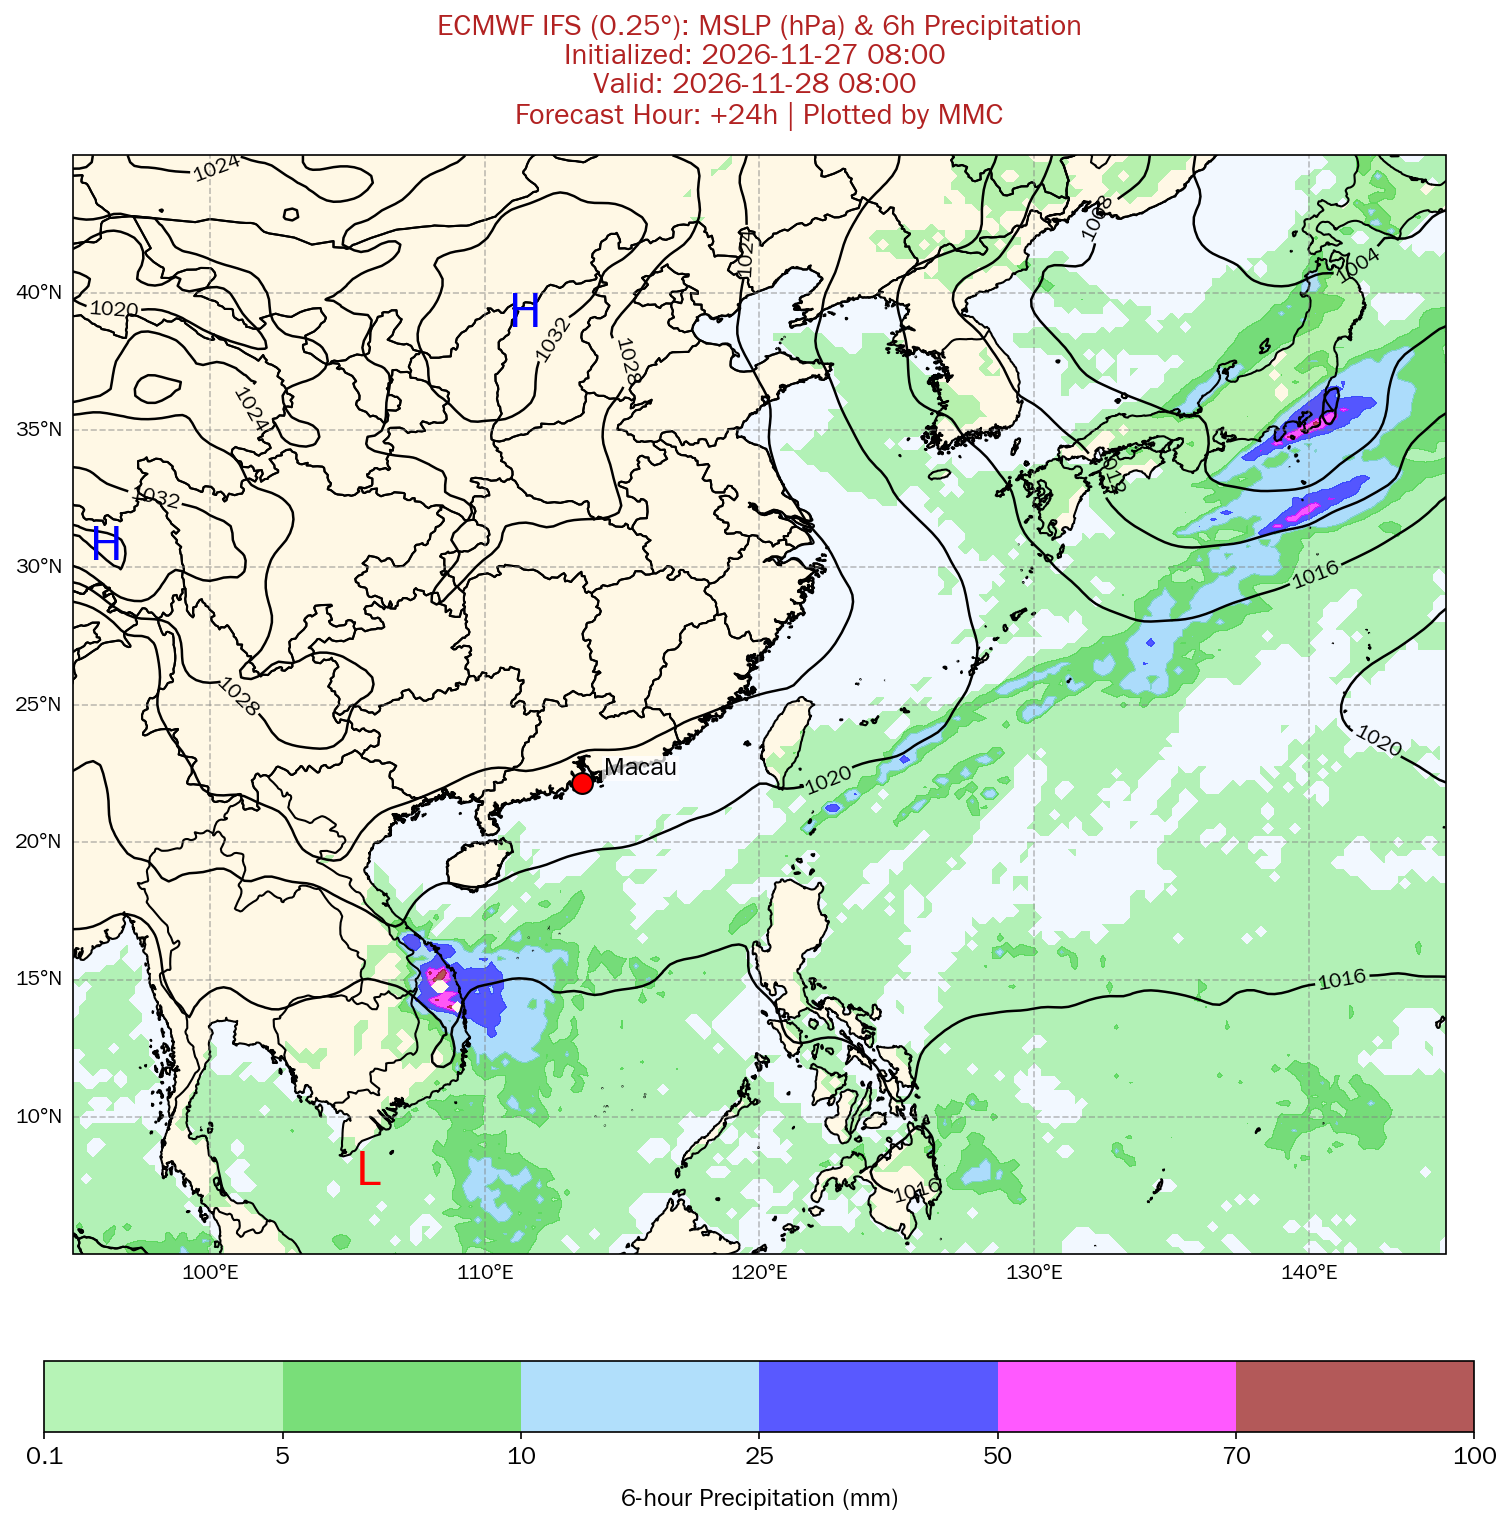 ECMWF IFS (0.25°): MSLP (hPa) & 6h Precipitation
Initialized: 2026-11-27 08:00
Valid: 2026-11-28 08:00
Forecast Hour: +24h | Plotted by MMC
1024
1008
1024
1004
40°N
1020
H
1032
1028
1024
35°N
1012
1032
H
30°N
1016
1028
25°N
1020
Macau
1020
20°N
15°N
1016
10°N
L
1016
100°E
110°E
120°E
130°E
140°E
0.1
5
10
25
50
70
100
6-hour Precipitation (mm)